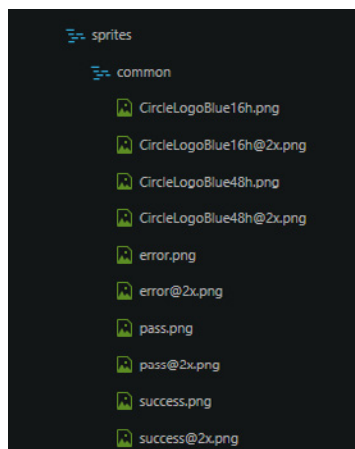 sprites
common
CircleLogoBlue16h.png
CircleLogoBlue16h@2x.png
CircleLogoBlue48h.png
CircleLogoBlue48h@2x.png
error.png
error@2x.png
pass.png
pass@2x.png
success.png
success@2x.png